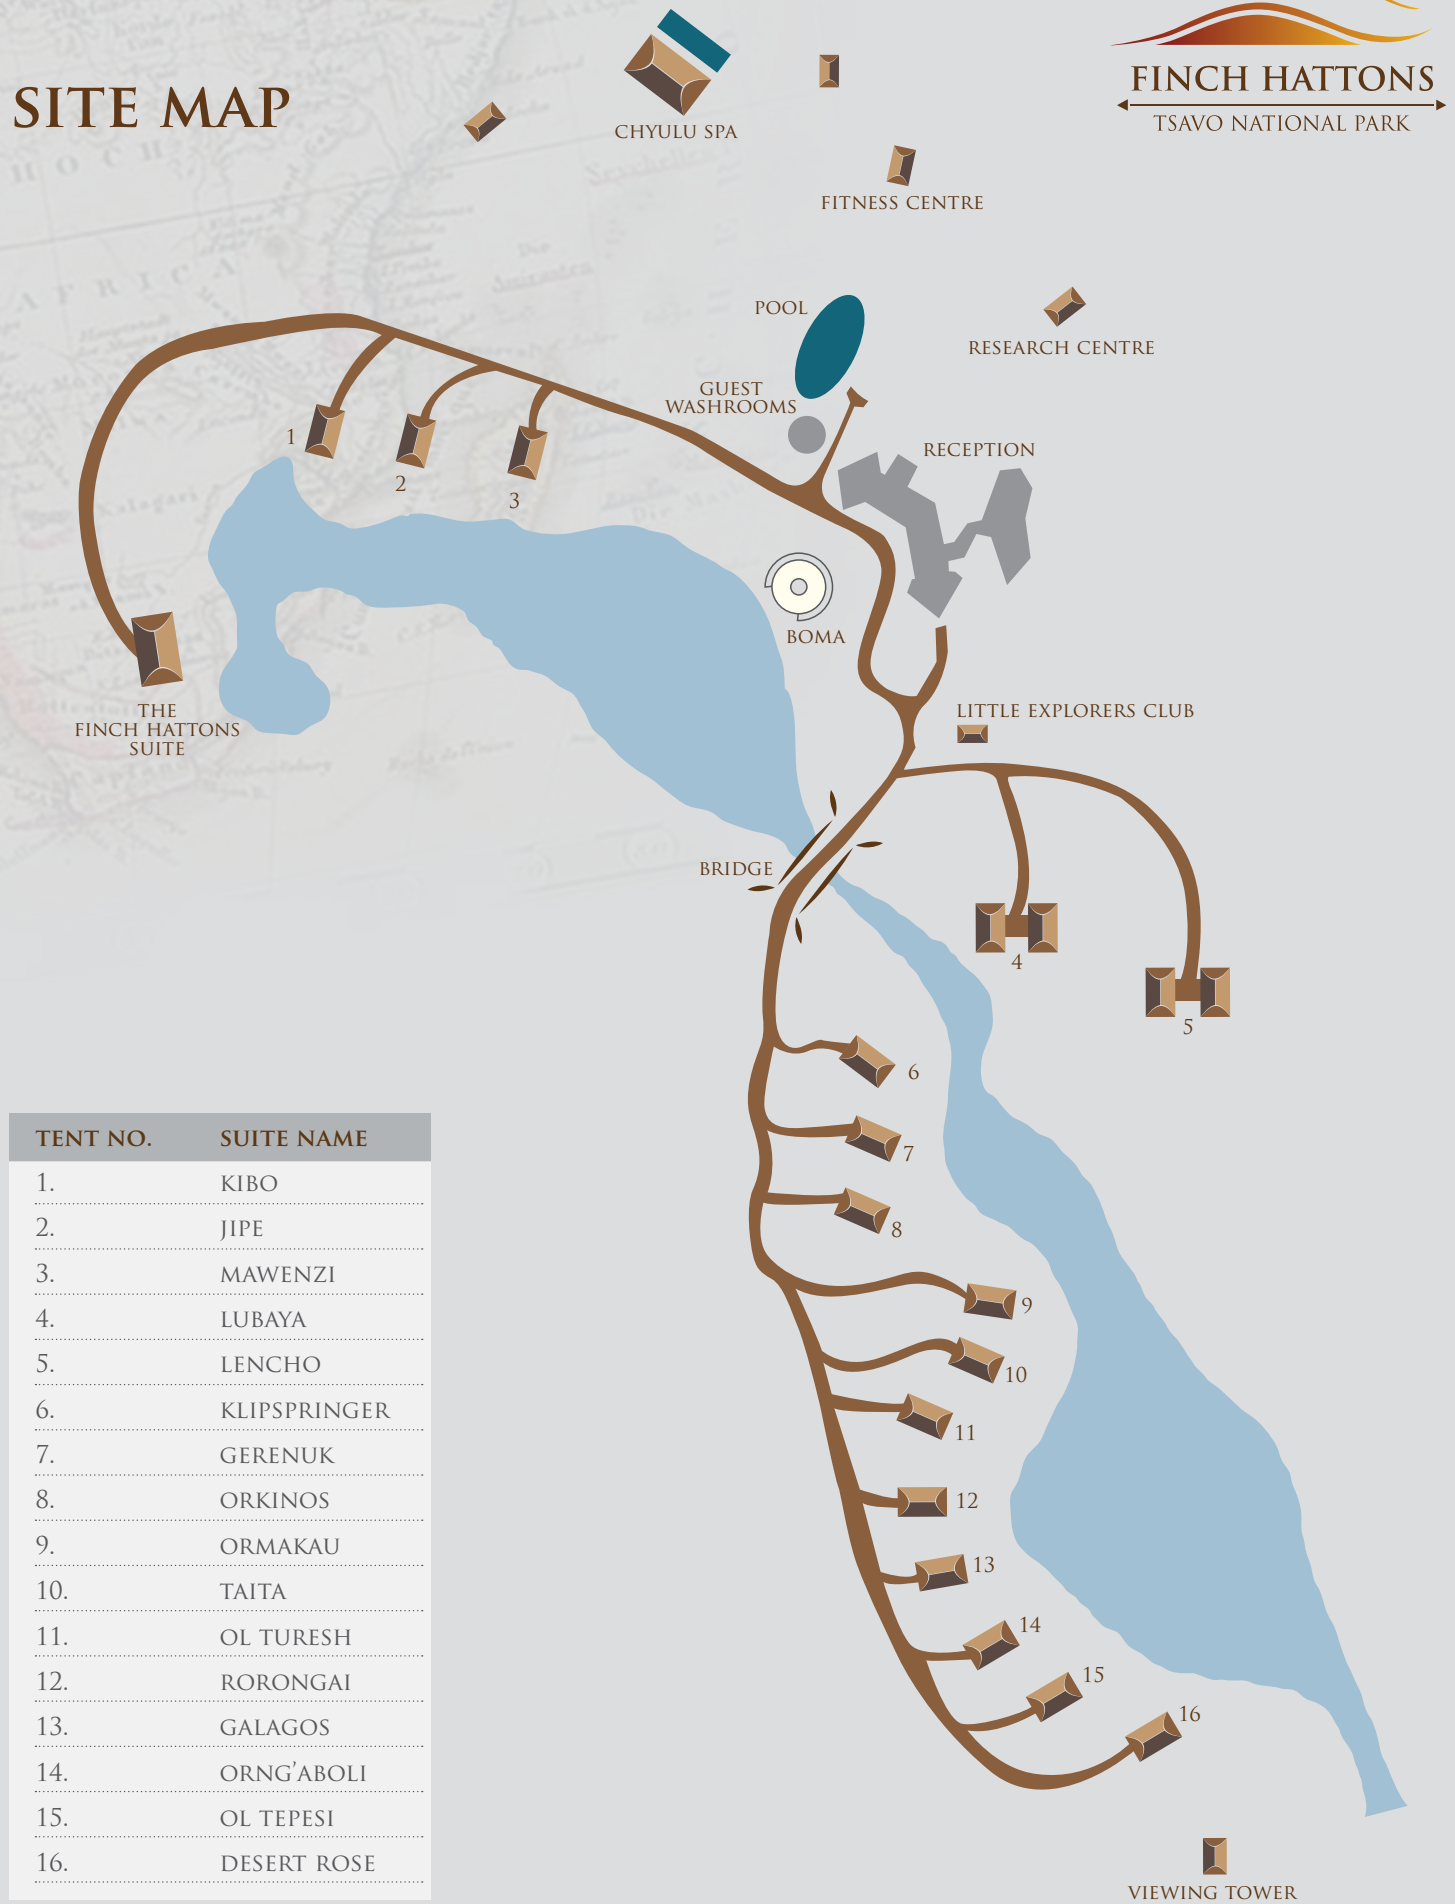 SITE MAP
FINCH HATTONS
TSAVO NATIONAL PARK
CHYULU SPA
FITNESS CENTRE
POOL
RESEARCH CENTRE
GUEST
WASHROOMS
RECEPTION
1
2
3
BOMA
THE
FINCH HATTONS
SUITE
LITTLE EXPLORERS CLUB
BRIDGE
4
5
6
7
8
9
10
11
12
13
14
15
16
VIEWING TOWER
TENT NO. SUITE NAME
1. KIBO
2. JIPE
3. MAWENZI
4. LUBAYA
5. LENCHO
6. KLIPSPRINGER
7. GERENUK
8. ORKINOS
9. ORMAKAU
10. TAITA
11. OL TURESH
12. RORONGAI
13. GALAGOS
14. ORNG'ABOLI
15. OL TEPESI
16. DESERT ROSE
HOCH
AFRICA